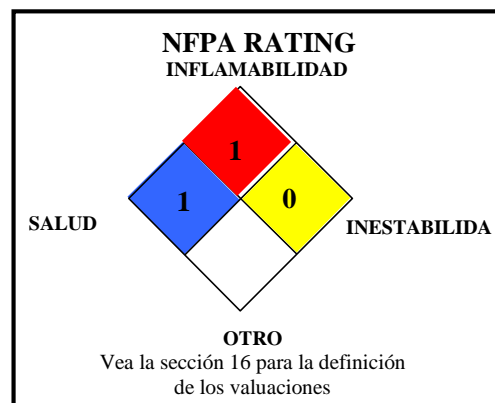 NFPA RATING
INFLAMABILIDAD
1
1
0
SALUD
INESTABILIDA
OTRO
Vea la sección 16 para la definición
de los valuaciones